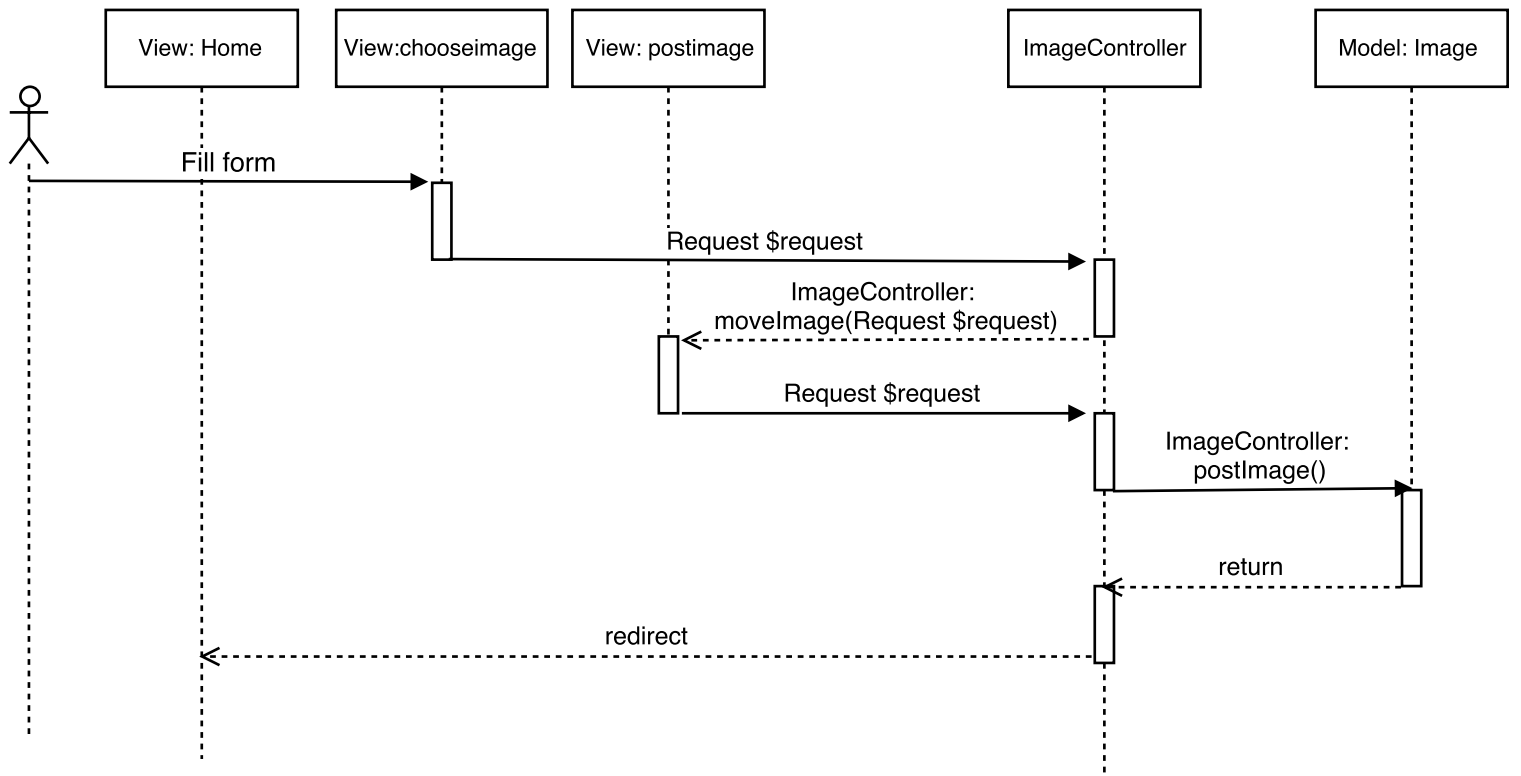 View: Home
View:chooseimage
View: postimage
ImageController
Model: Image
Fill form
Request $request
ImageController:
moveImage(Request $request)
Request $request
ImageController:
postImage()
return
redirect